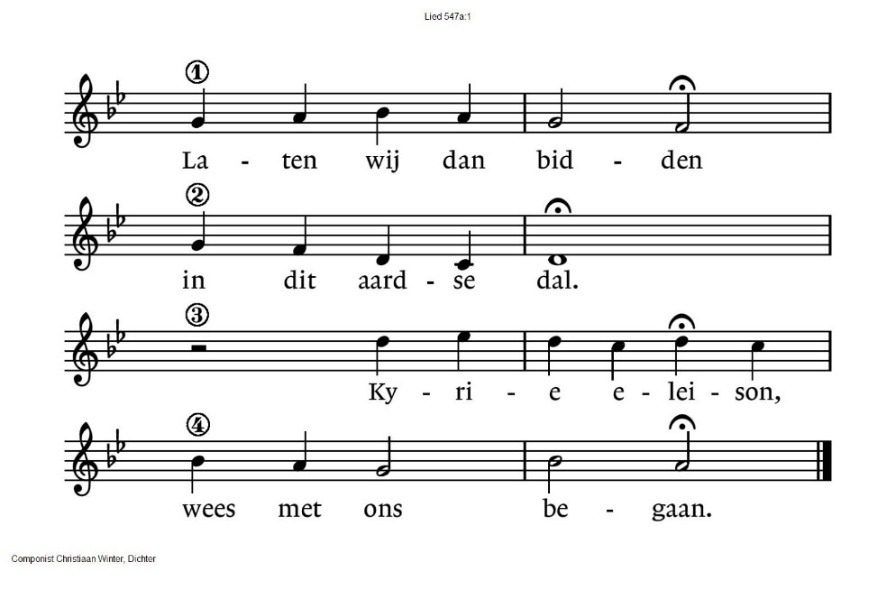 Lied 547a:1
①
La - ten wij dan bid - den
②
in dit aard - se dal.
③
Ky - ri - e e - lei - son,
④
wees met ons be - gaan.
Componist Christiaan Winter, Dichter